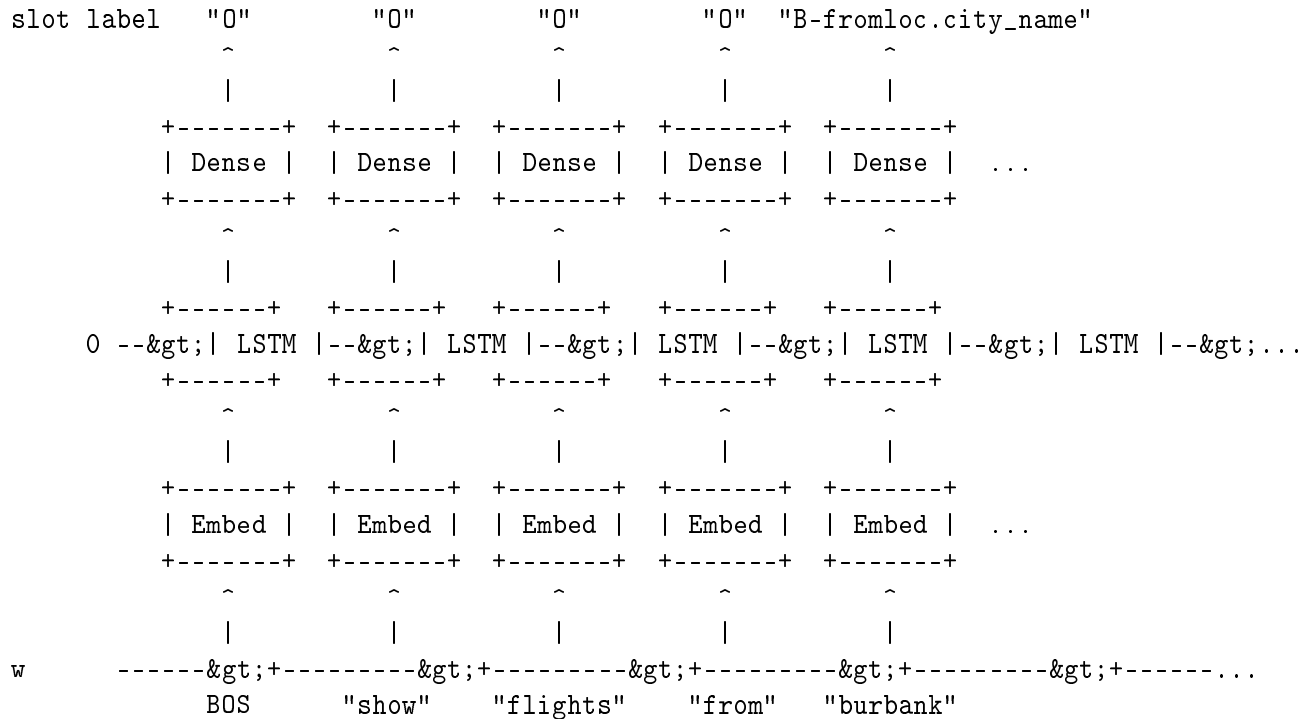 slot label   "O"        "O"        "O"        "O"  "B-fromloc.city_name"
              ^          ^          ^          ^          ^
              |          |          |          |          |
          +-------+  +-------+  +-------+  +-------+  +-------+
          | Dense |  | Dense |  | Dense |  | Dense |  | Dense |  ...
          +-------+  +-------+  +-------+  +-------+  +-------+
              ^          ^          ^          ^          ^
              |          |          |          |          |
          +------+   +------+   +------+   +------+   +------+
     0 --&gt;| LSTM |--&gt;| LSTM |--&gt;| LSTM |--&gt;| LSTM |--&gt;| LSTM |--&gt;...
          +------+   +------+   +------+   +------+   +------+
              ^          ^          ^          ^          ^
              |          |          |          |          |
          +-------+  +-------+  +-------+  +-------+  +-------+
          | Embed |  | Embed |  | Embed |  | Embed |  | Embed |  ...
          +-------+  +-------+  +-------+  +-------+  +-------+
              ^          ^          ^          ^          ^
              |          |          |          |          |
w      ------&gt;+---------&gt;+---------&gt;+---------&gt;+---------&gt;+------...
             BOS      "show"    "flights"    "from"   "burbank"